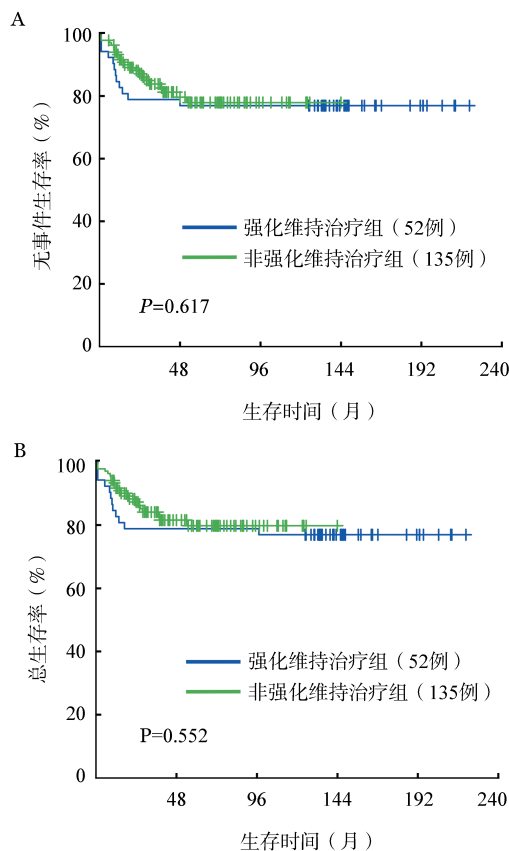 A
100
80
60
40
20
0
无事件生存率（%）
强化维持治疗组（52例）
非强化维持治疗组（135例）
P=0.617
48 96 144 192 240
生存时间（月）
B
100
80
60
40
20
0
总生存率（%）
强化维持治疗组（52例）
非强化维持治疗组（135例）
P=0.552
48 96 144 192 240
生存时间（月）